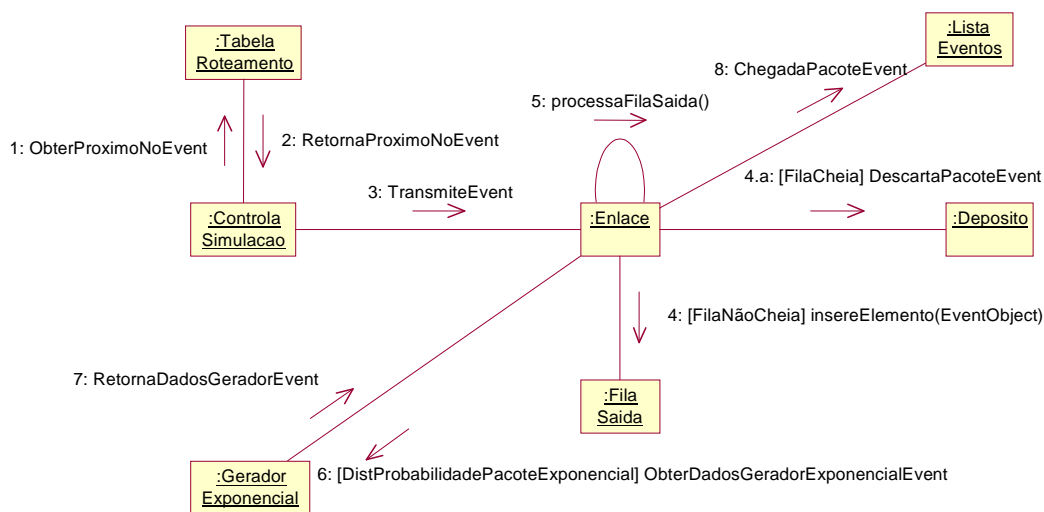 :Lista
Eventos
:Tabela
Roteamento
8: ChegadaPacoteEvent
5: processaFilaSaida()
2: RetornaProximoNoEvent
1: ObterProximoNoEvent
4.a: [FilaCheia] DescartaPacoteEvent
3: TransmiteEvent
:Controla
Simulacao
:Enlace
:Deposito
4: [FilaNãoCheia] insereElemento(EventObject)
7: RetornaDadosGeradorEvent
:Fila
Saida
:Gerador
Exponencial
6: [DistProbabilidadePacoteExponencial] ObterDadosGeradorExponencialEvent